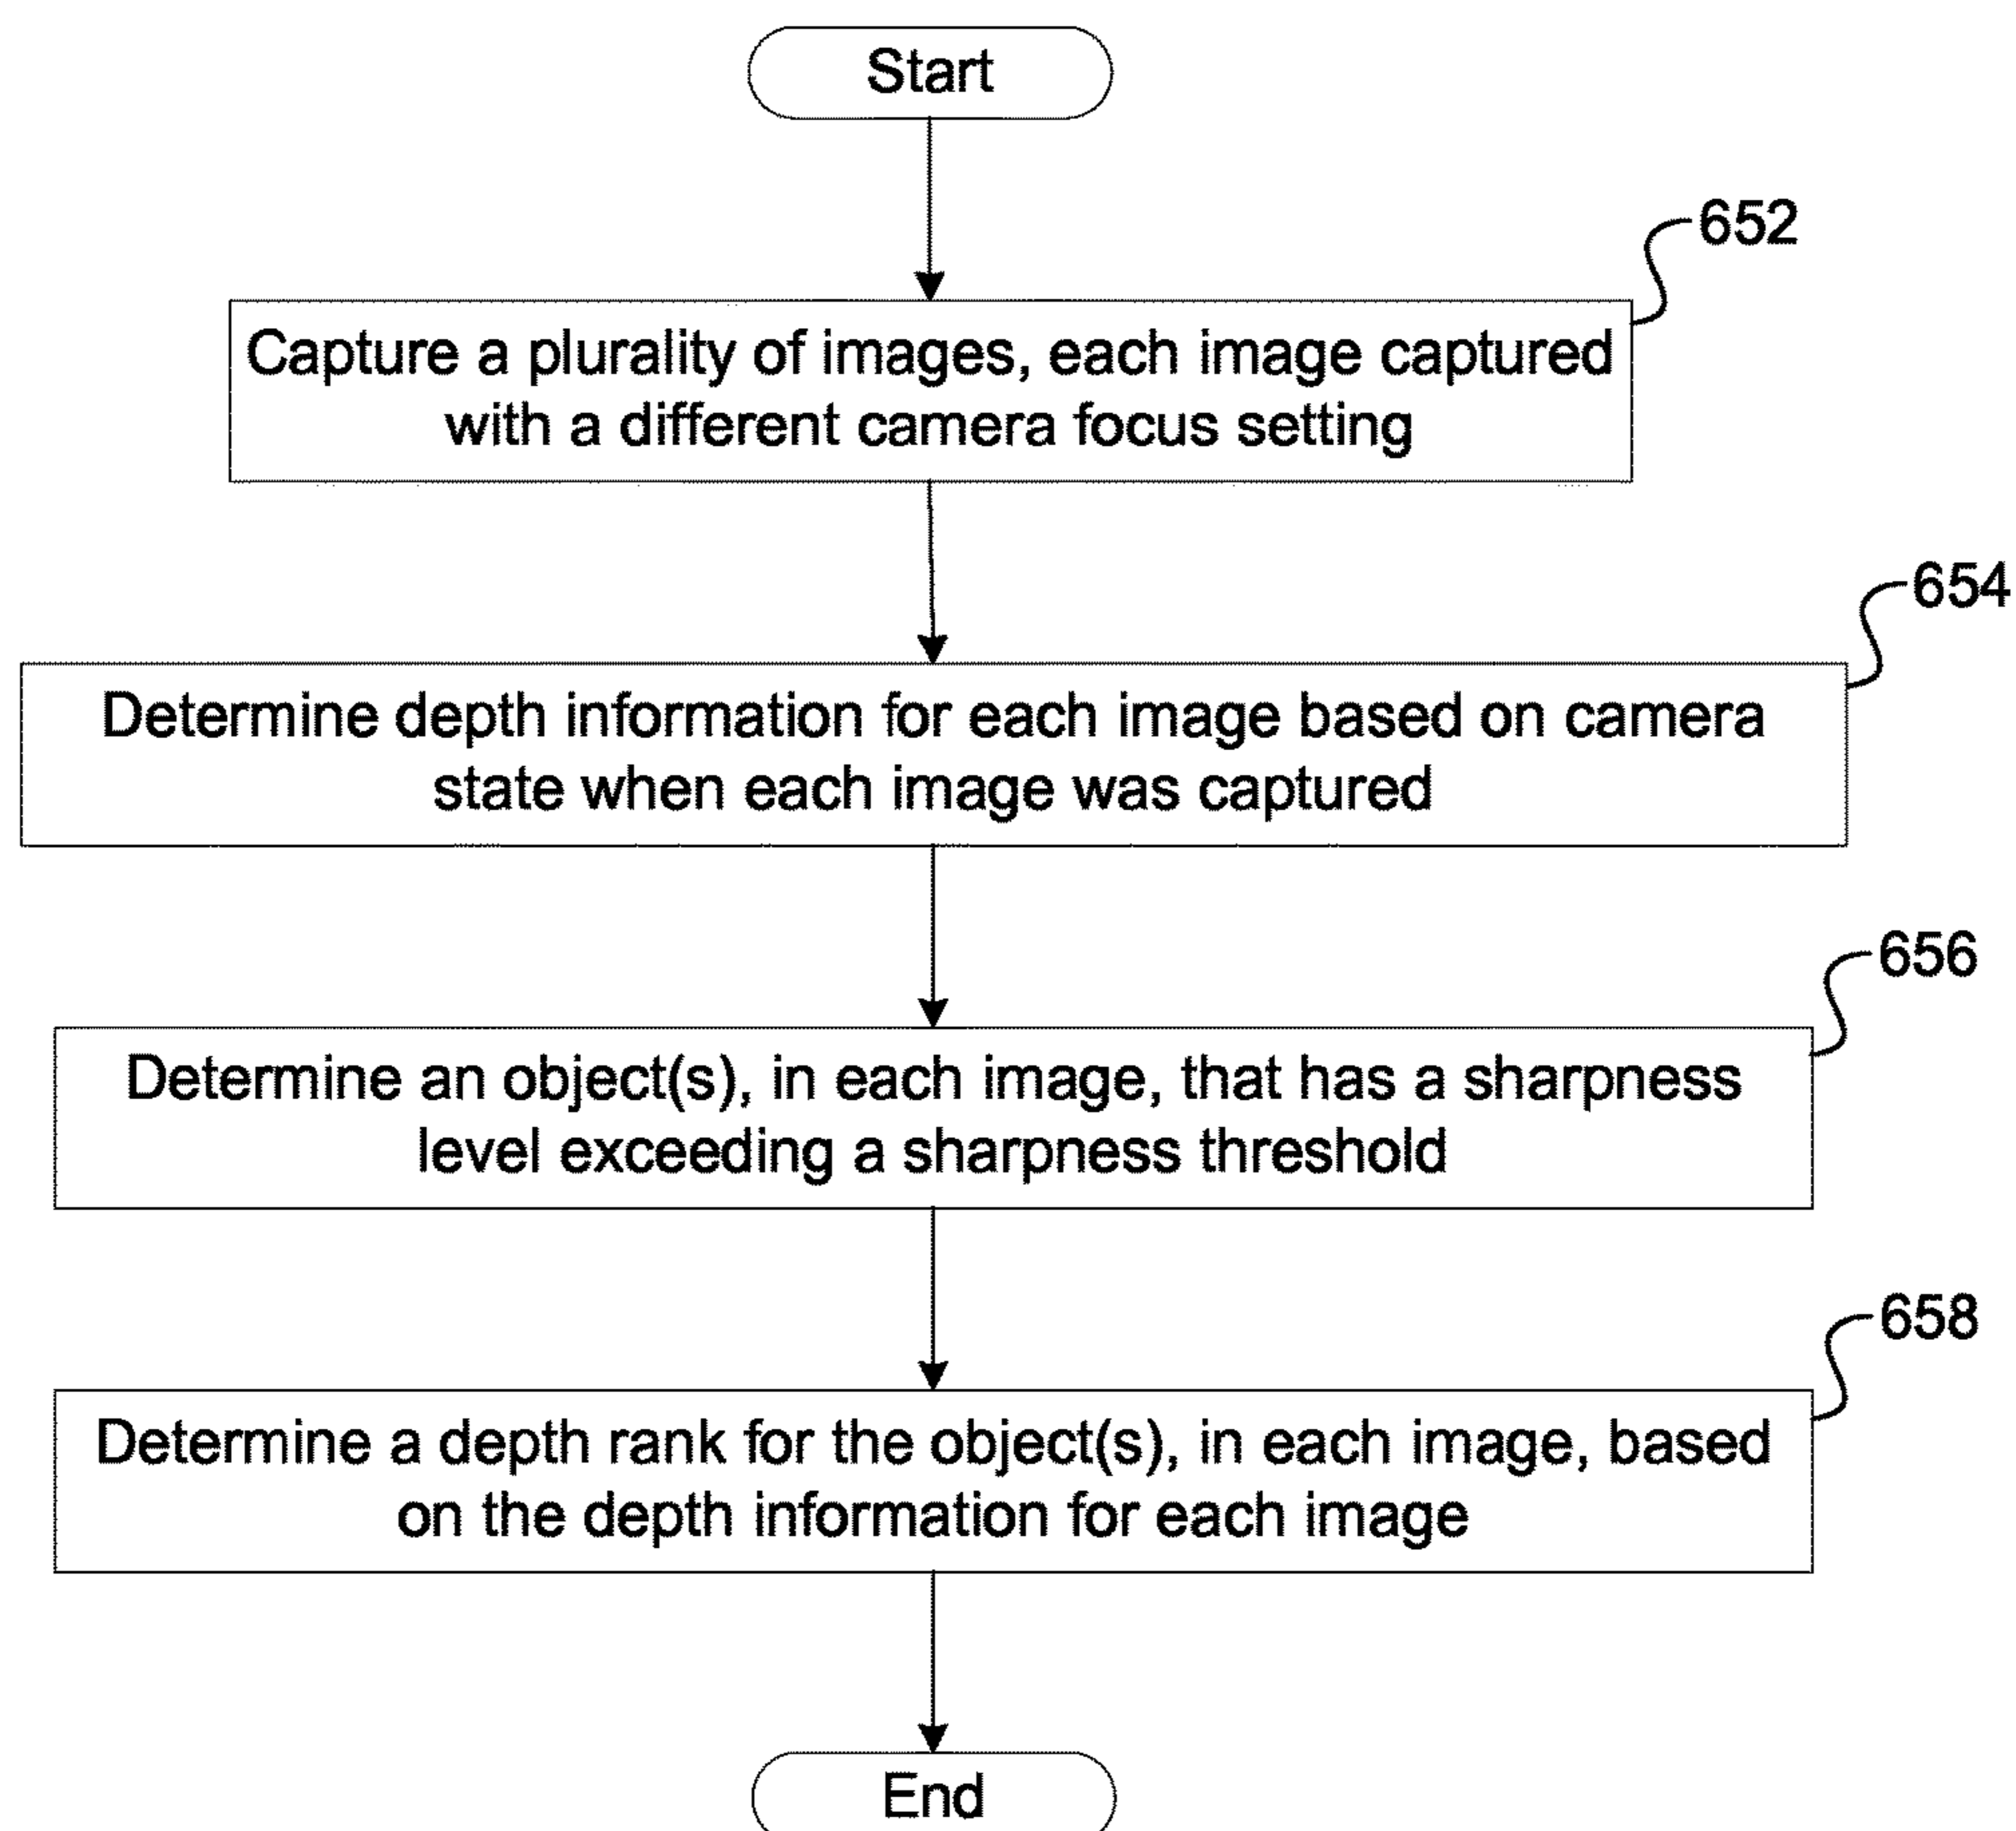 Start
652
Capture a plurality of images, each image captured
with a different camera focus setting
654
Determine depth information for each image based on camera
state when each image was captured
656
Determine an object(s), in each image, that has a sharpness
level exceeding a sharpness threshold
658
Determine a depth rank for the object(s), in each image, based
on the depth information for each image
End